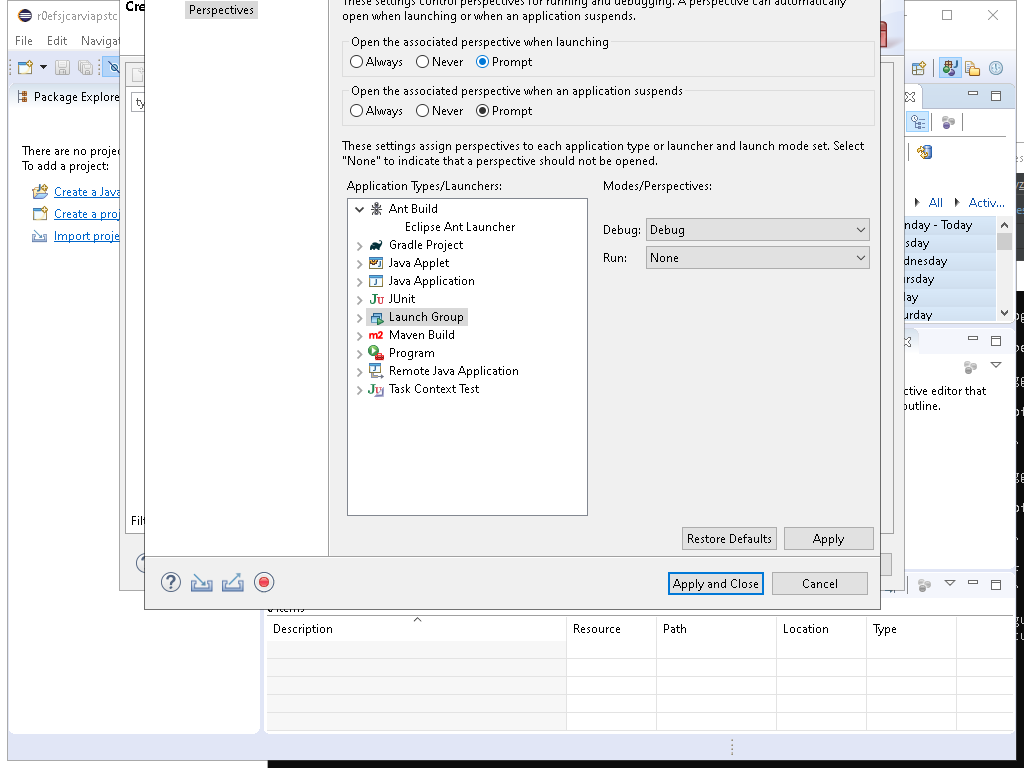 r0efsjcarviapstc
Cre
File Edit Navigat
Package Explore
There are no proje
To add a project:
Create a Java
Create a proj
Import proje
ty
Filt
Perspectives
These settings control perspectives for running and debugging. A perspective can automatically
open when launching or when an application suspends.
Open the associated perspective when launching
Always Never Prompt
Open the associated perspective when an application suspends
Always Never Prompt
These settings assign perspectives to each application type or launcher and launch mode set. Select
"None" to indicate that a perspective should not be opened.
Application Types/Launchers:
Modes/Perspectives:
Ant Build
Eclipse Ant Launcher
Gradle Project
Java Applet
Java Application
JUnit
Launch Group
Maven Build
Program
Remote Java Application
Task Context Test
Debug: Debug
Run: None
Restore Defaults Apply
Apply and Close Cancel
All Activ...
nday - Today
sday
dnesday
ursday
ay
urday
ctive editor that
outline.
items
Description Resource Path Location Type